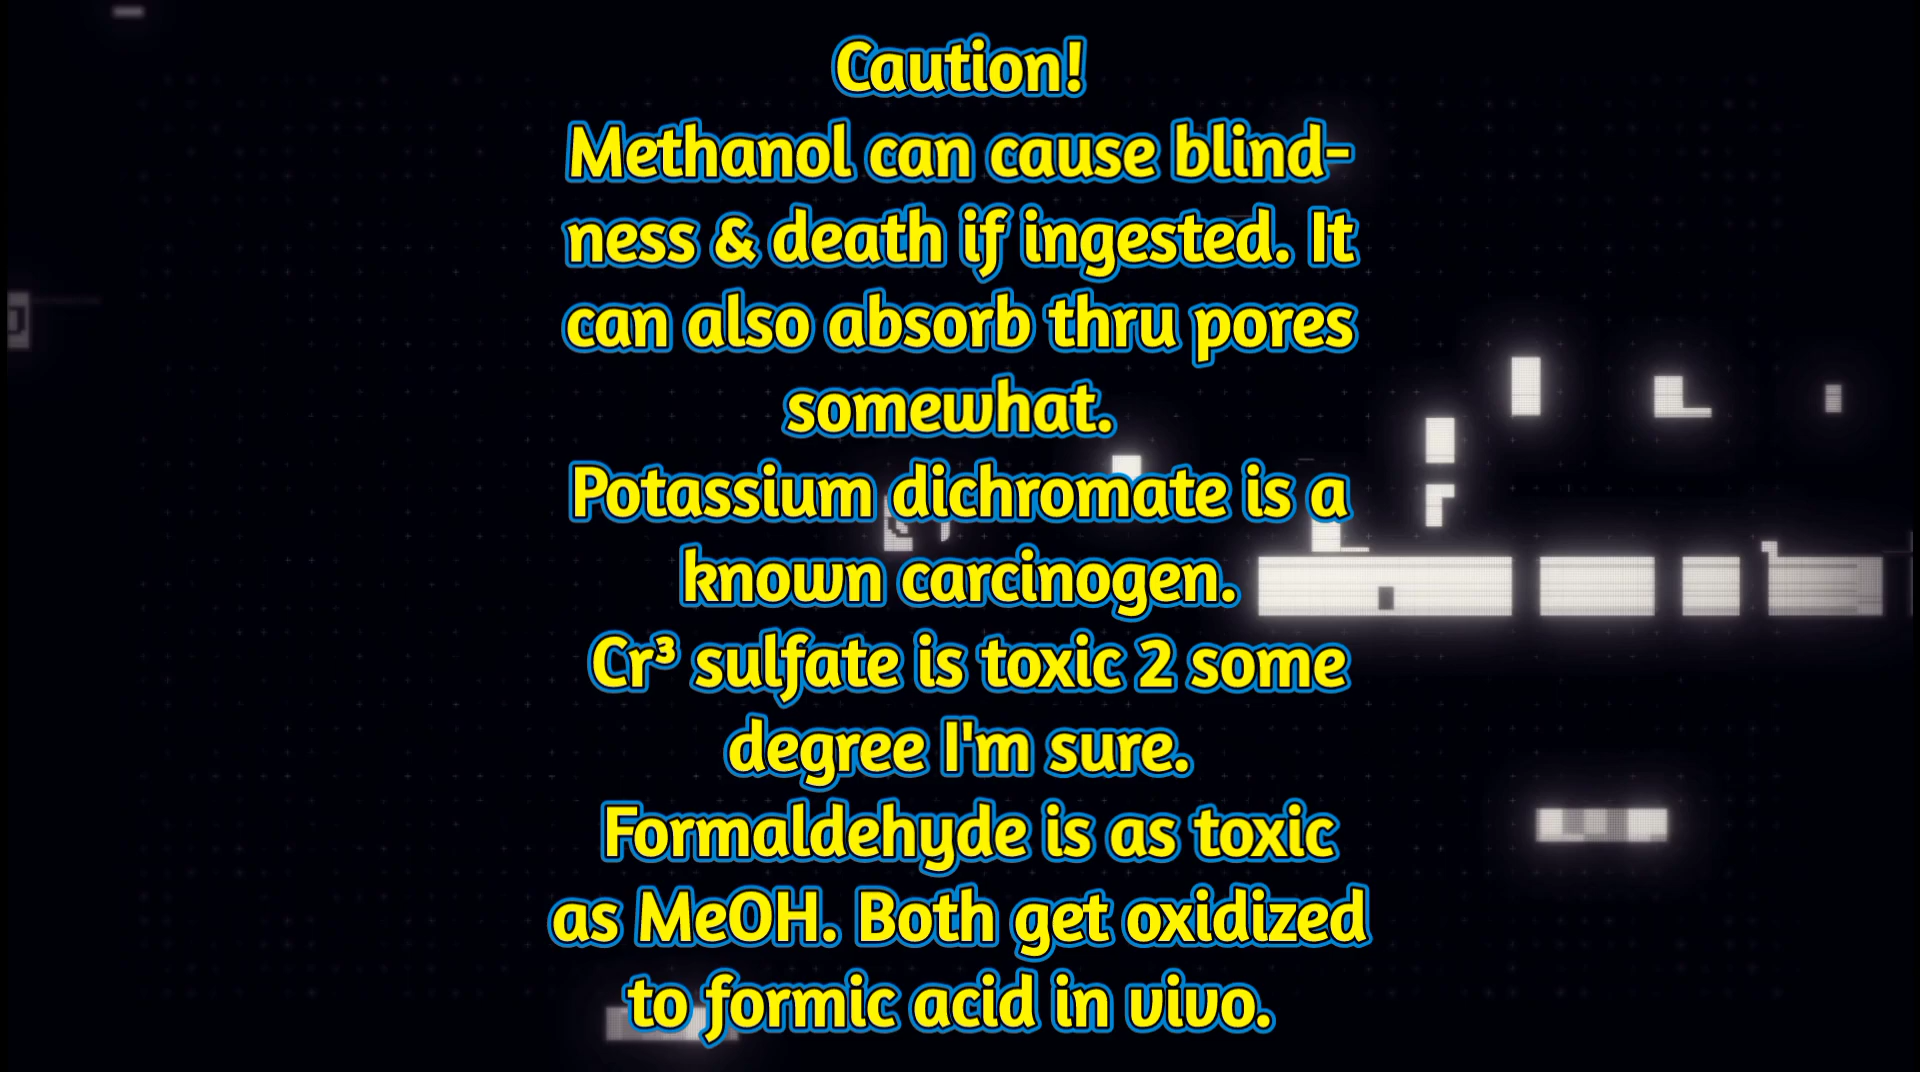 Caution!
Methanol can cause blind-
ness & death if ingested. It
can also absorb thru pores
somewhat.
Potassium dichromate is a
known carcinogen.
Cr³ sulfate is toxic 2 some
degree I'm sure.
Formaldehyde is as toxic
as MeOH. Both get oxidized
to formic acid in vivo.